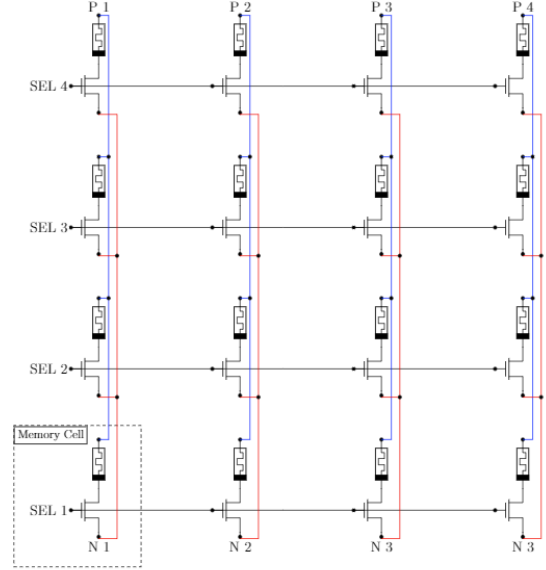 P 1 P 2 P 3 P 4
SEL 4
SEL 3
SEL 2
Memory Cell
SEL 1
N 1 N 2 N 3 N 3